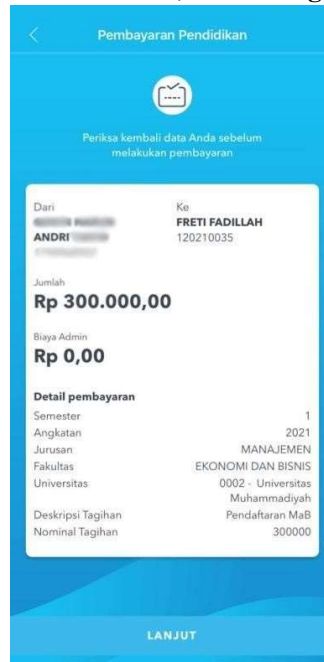 Pembayaran Pendidikan
Periksa kembali data Anda sebelum
melakukan pembayaran
Dari
ANDRI
Ke
FRETI FADILLAH
120210035
Jumlah
Rp 300.000,00
Biaya Admin
Rp 0,00
Detail pembayaran
Semester 1
Angkatan 2021
Jurusan MANAJEMEN
Fakultas EKONOMI DAN BISNIS
Universitas 0002 - Universitas
Muhammadiyah
Deskripsi Tagihan Pendaftaran MaB
Nominal Tagihan 300000
LANJUT